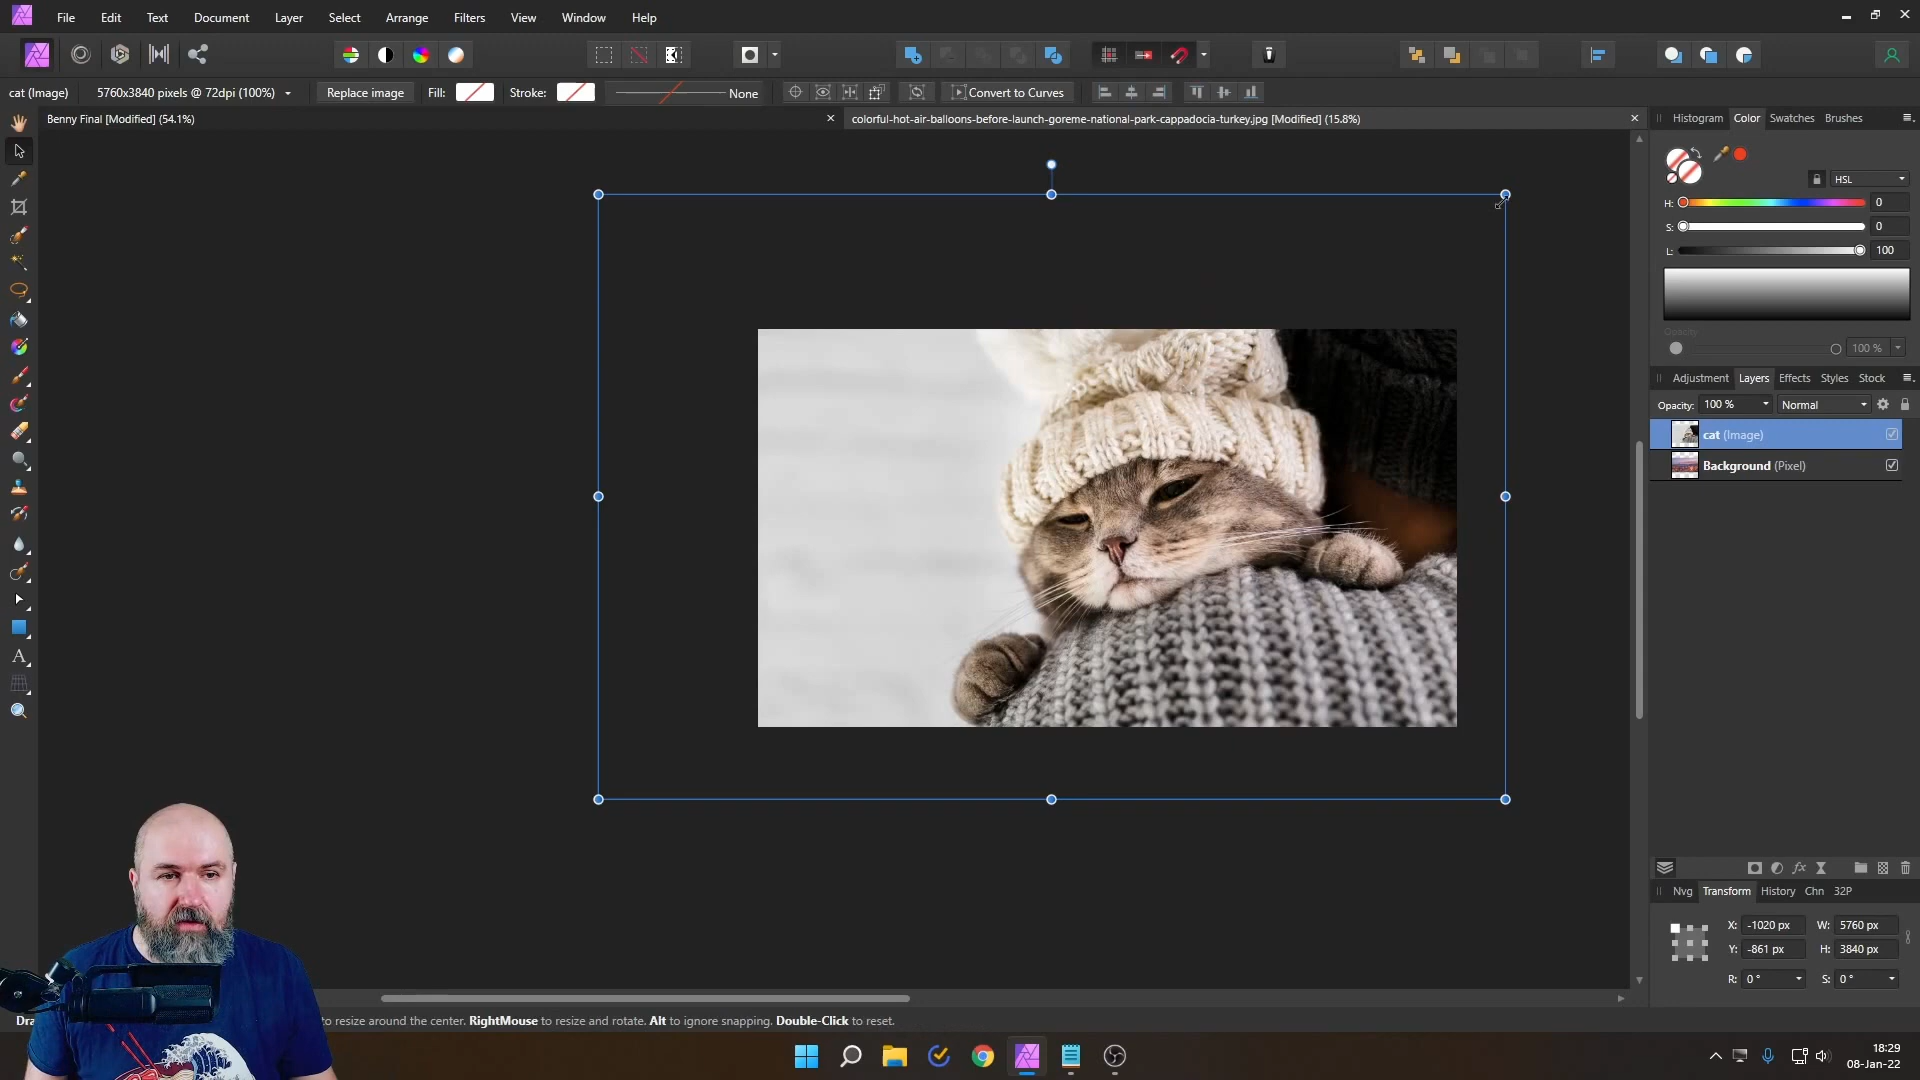 File Edit Text Document Layer Select Arrange Filters View Window Help
cat (Image) 5760x3840 pixels @ 72dpi (100%) Replace image Fill: Stroke: None Convert to Curves
Benny Final [Modified] (54.1%) colorful-hot-air-balloons-before-launch-goreme-national-park-cappadocia-turkey.jpg [Modified] (15.8%)
Histogram Color Swatches Brushes
HSL
H: 0
S: 0
L: 100
Opacity
100 %
Adjustment Layers Effects Styles Stock
Opacity: 100 % Normal
cat (Image)
Background (Pixel)
fx
Nvg Transform History Chn 32P
X: -1020 px W: 5760 px
Y: -861 px H: 3840 px
R: 0 ° S: 0 °
Dra to resize around the center. RightMouse to resize and rotate. Alt to ignore snapping. Double-Click to reset.
18:29
08-Jan-22